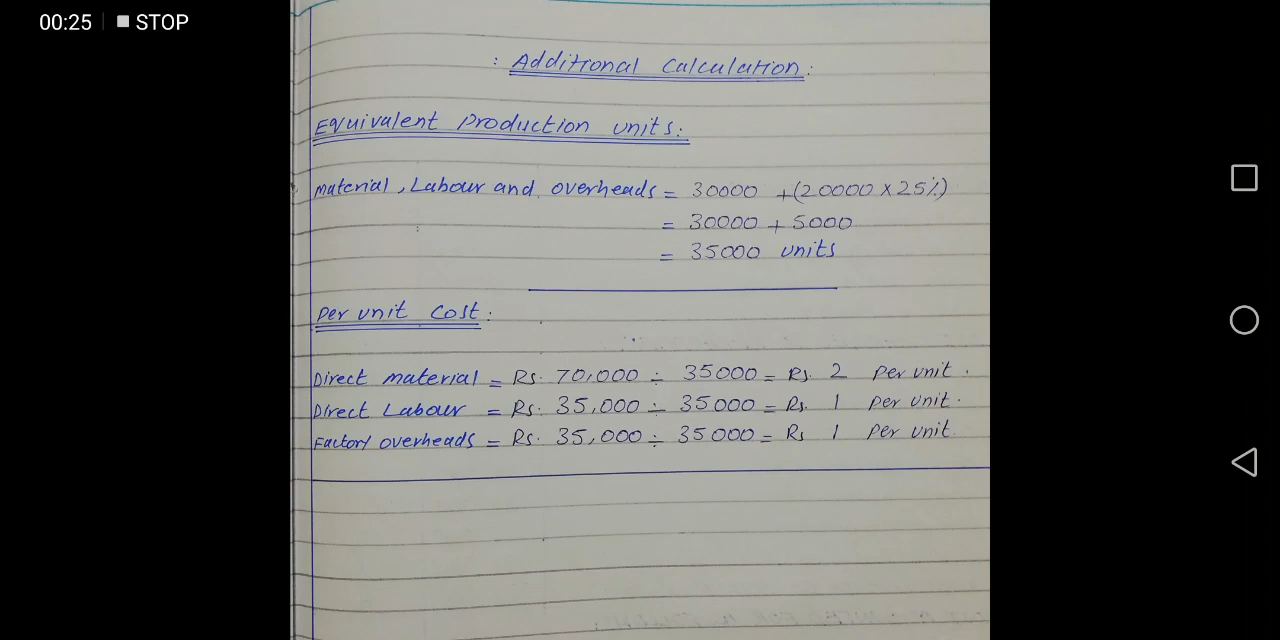 00:25 STOP
: Additional Calculation:
Equivalent Production units:
material, Labour and overheads = 30000 + (20000 × 25%)
= 30000 + 5000
= 35000 units
Per unit Cost:
Direct material = Rs. 70,000 ÷ 35000 = Rs. 2 Per unit.
Direct Labour = Rs. 35,000 ÷ 35000 = Rs. 1 Per unit.
Factory overheads = Rs. 35,000 ÷ 35000 = Rs 1 Per unit